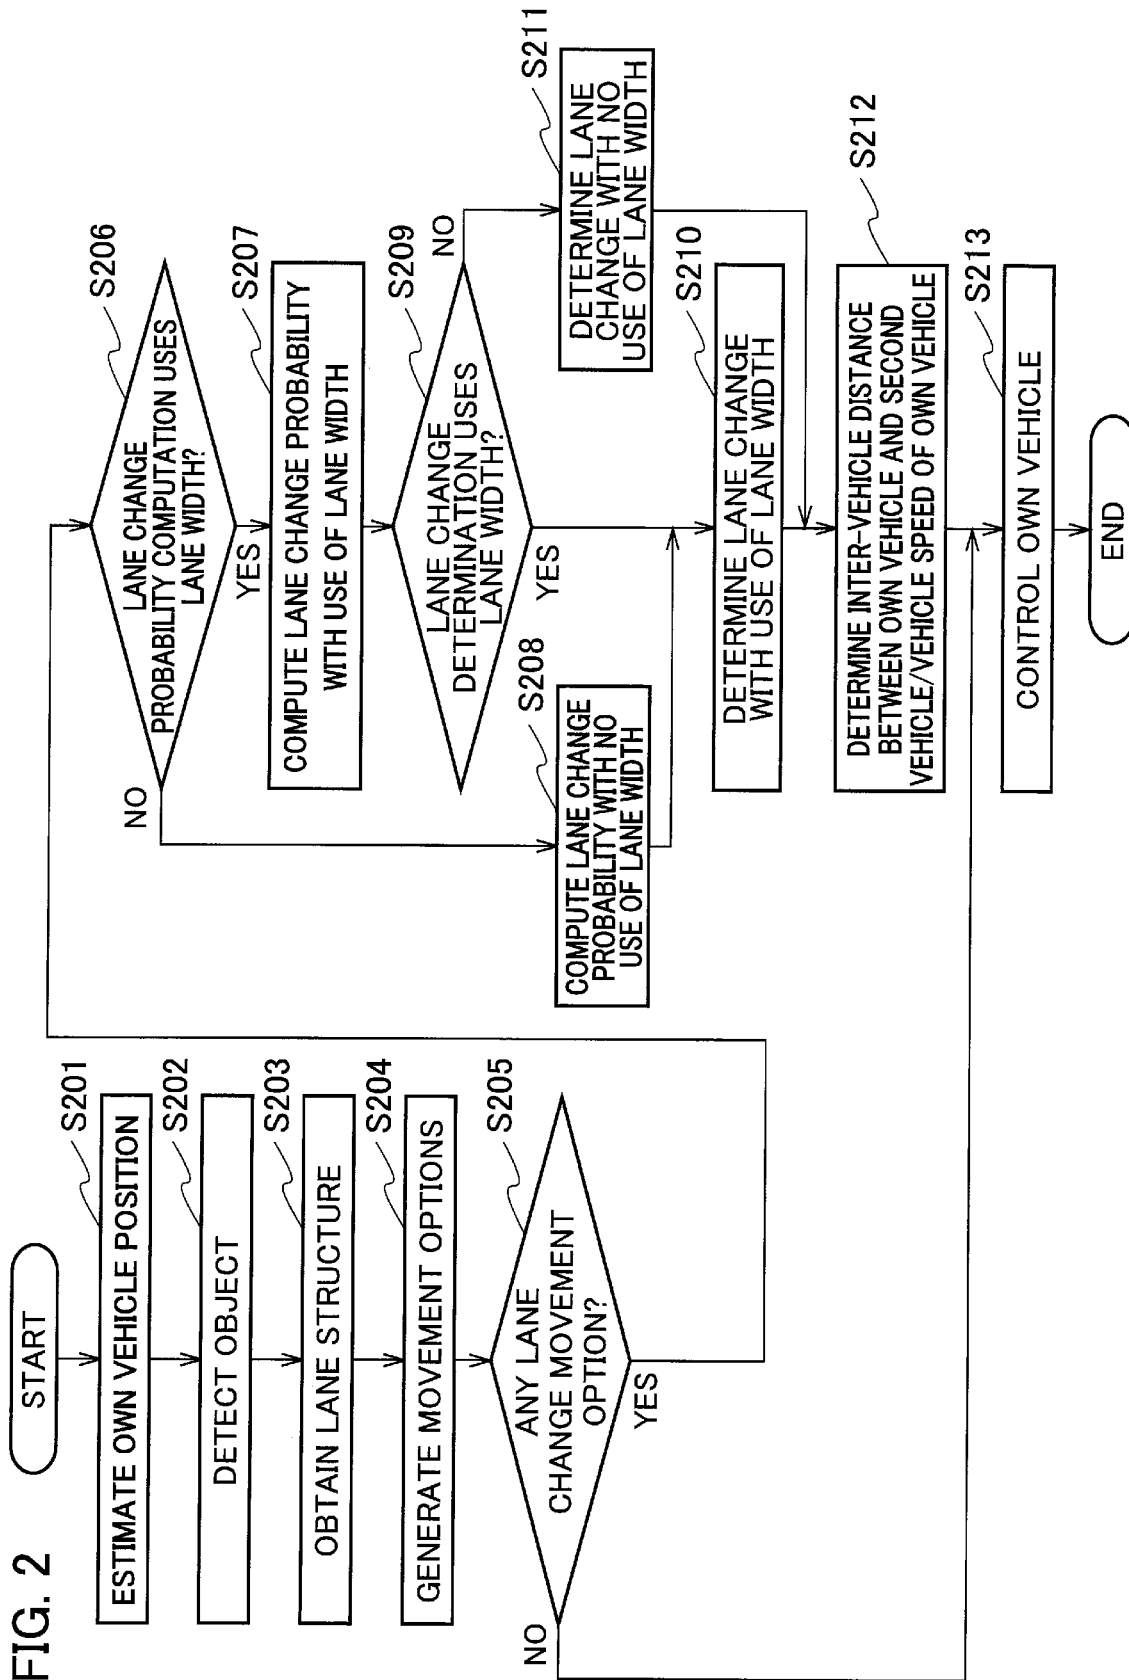 FIG. 2
START
S201
ESTIMATE OWN VEHICLE POSITION
S202
DETECT OBJECT
S203
OBTAIN LANE STRUCTURE
S204
GENERATE MOVEMENT OPTIONS
S205
ANY LANE
CHANGE MOVEMENT
OPTION?
NO
YES
S206
LANE CHANGE
PROBABILITY COMPUTATION USES
LANE WIDTH?
NO
YES
S207
COMPUTE LANE CHANGE PROBABILITY
WITH USE OF LANE WIDTH
S209
LANE CHANGE
DETERMINATION USES
LANE WIDTH?
NO
YES
S208
COMPUTE LANE CHANGE
PROBABILITY WITH NO
USE OF LANE WIDTH
S211
DETERMINE LANE
CHANGE WITH NO
USE OF LANE WIDTH
S210
DETERMINE LANE CHANGE
WITH USE OF LANE WIDTH
S212
DETERMINE INTER-VEHICLE DISTANCE
BETWEEN OWN VEHICLE AND SECOND
VEHICLE/VEHICLE SPEED OF OWN VEHICLE
S213
CONTROL OWN VEHICLE
END